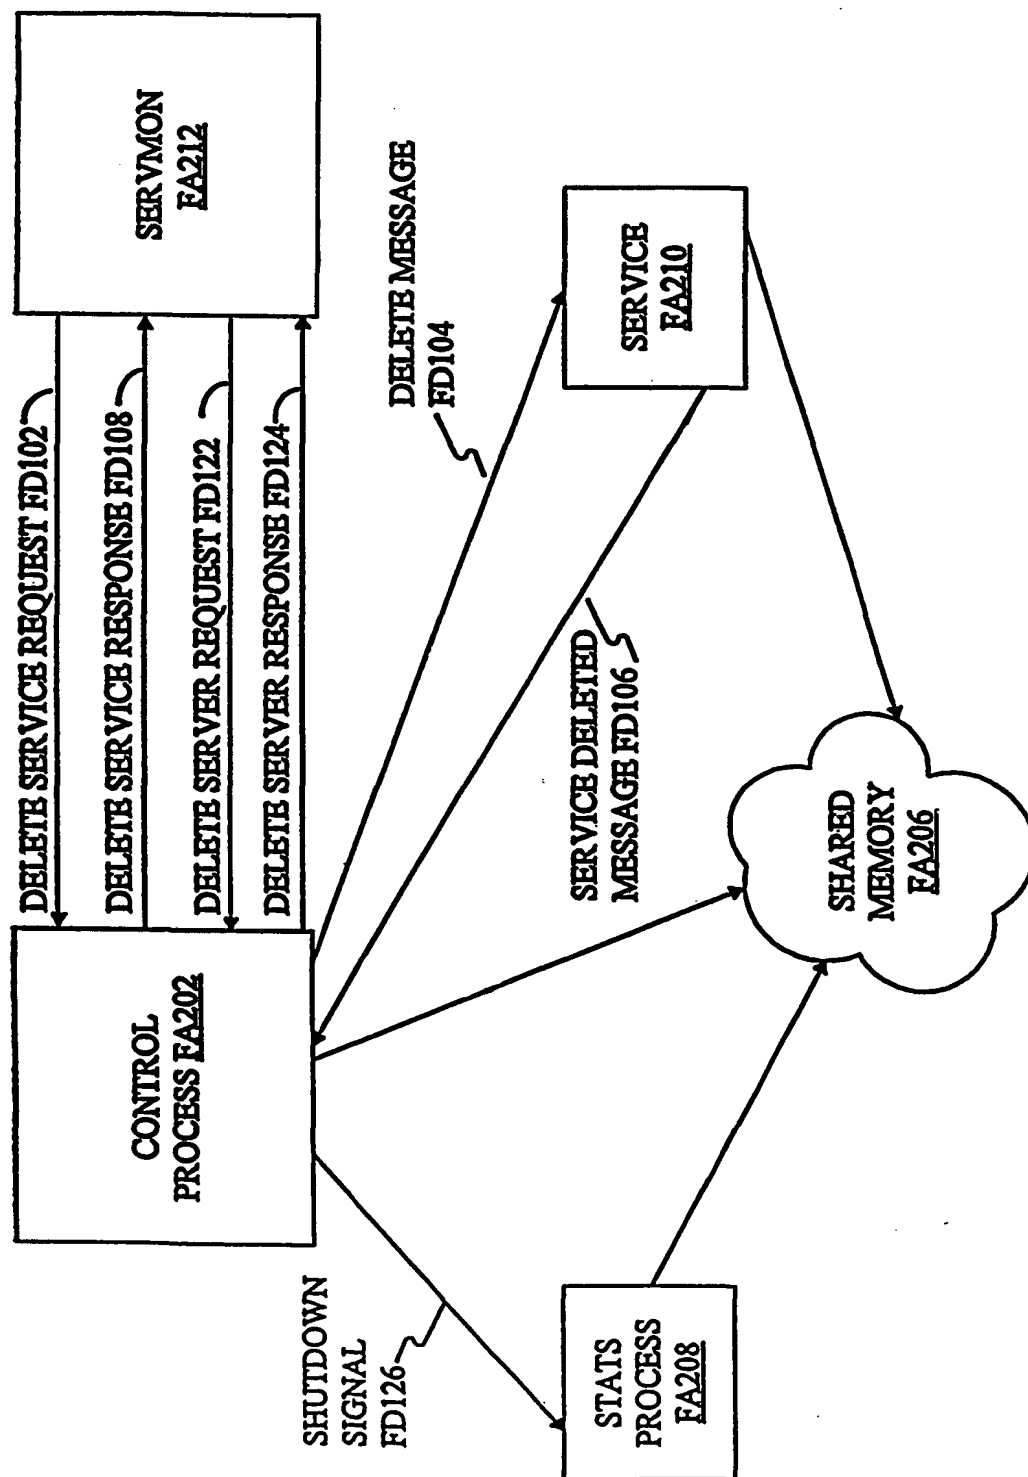 DELETE SERVICE REQUEST FD102
DELETE SERVICE RESPONSE FD108
DELETE SERVER REQUEST FD122
DELETE SERVER RESPONSE FD124
CONTROL
PROCESS FA202
SERVMON
FA212
SHUTDOWN
SIGNAL
FD126
SERVICE DELETED
MESSAGE FD106
DELETE MESSAGE
FD104
STATS
PROCESS
FA208
SHARED
MEMORY
FA206
SERVICE
FA210